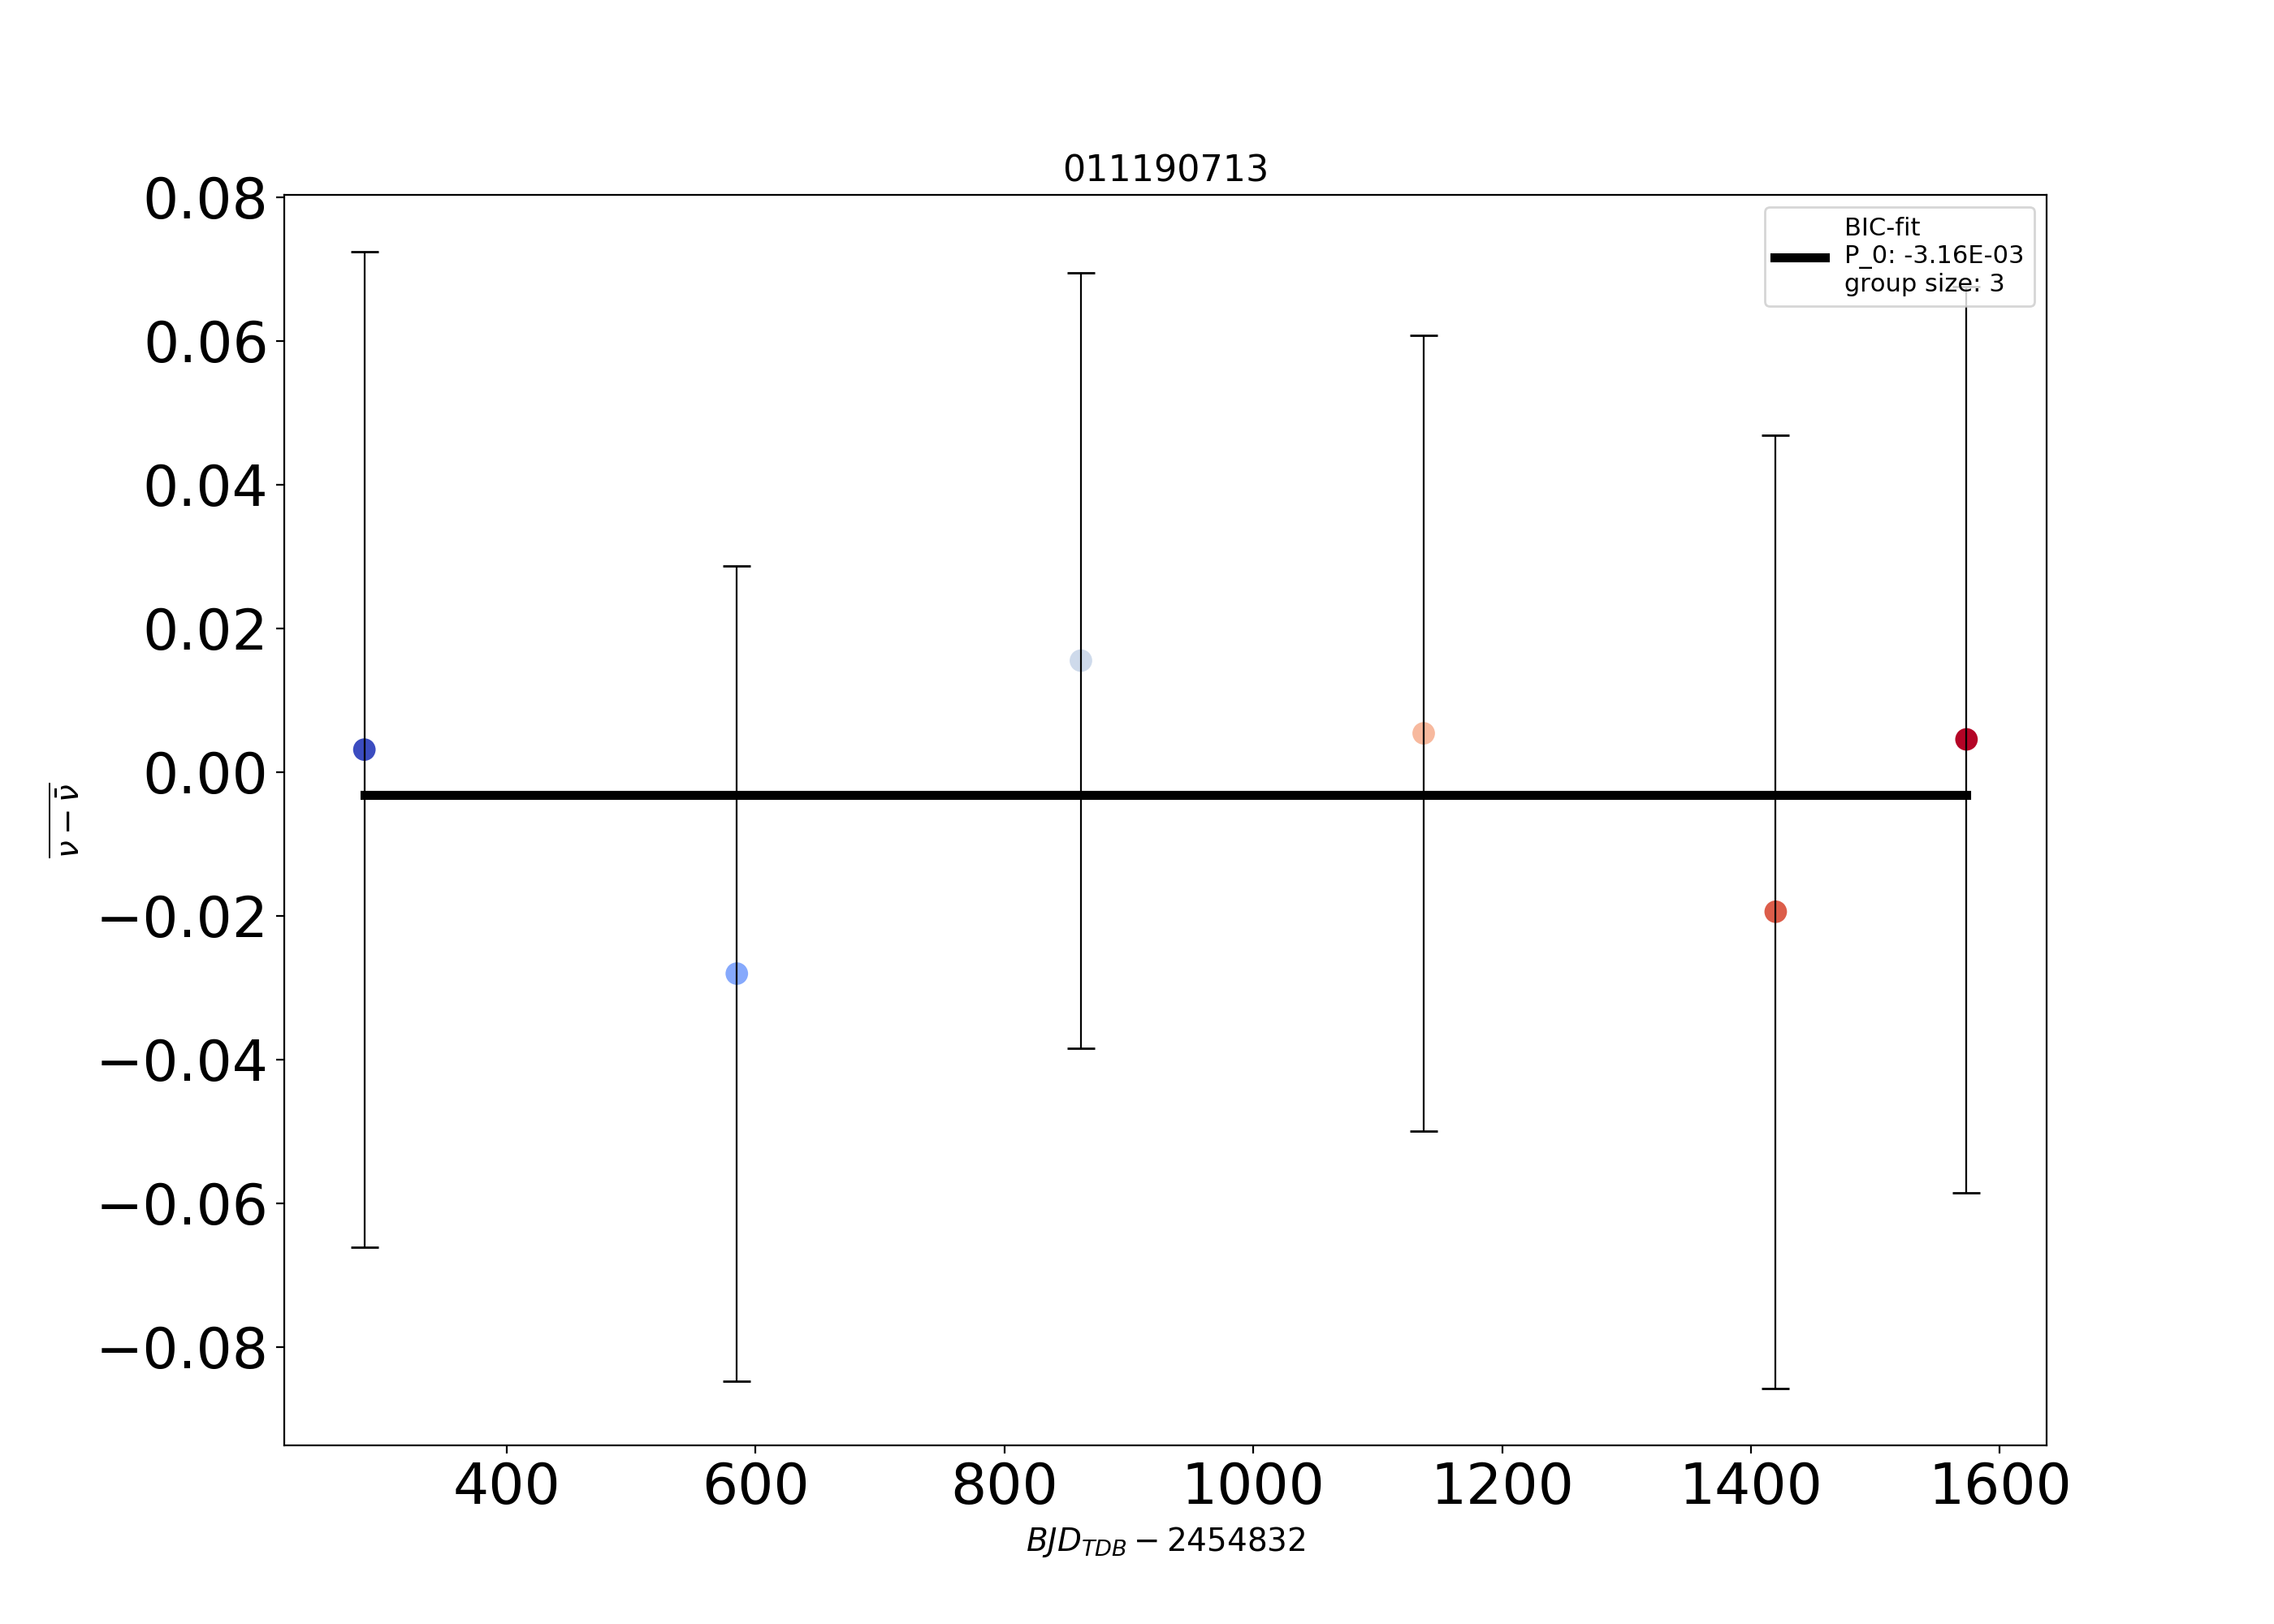 011190713
BIC-fit
P_0: -3.16E-03
group size: 3
0.08
0.06
0.04
0.02
0.00
−0.02
−0.04
−0.06
−0.08
ν − ν̄
400 600 800 1000 1200 1400 1600
BJD_TDB − 2454832